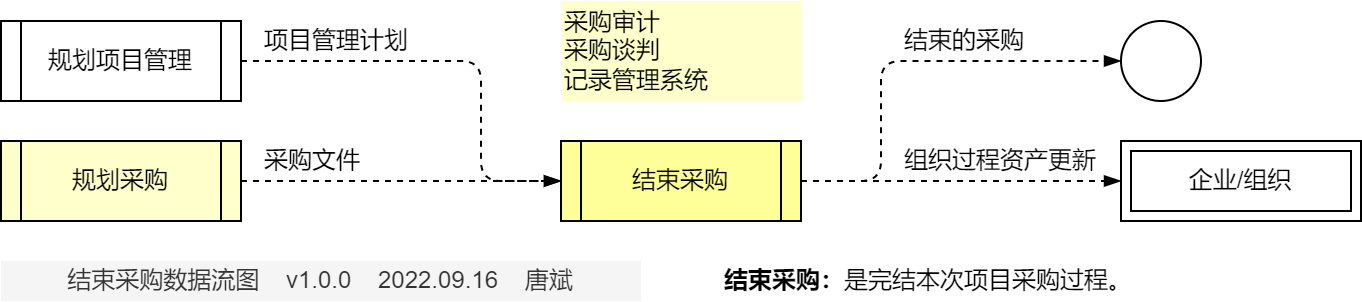 规划项目管理
项目管理计划
采购审计
采购谈判
记录管理系统
结束的采购
规划采购
采购文件
结束采购
组织过程资产更新
企业/组织
结束采购数据流图 v1.0.0 2022.09.16 唐斌
结束采购：是完结本次项目采购过程。